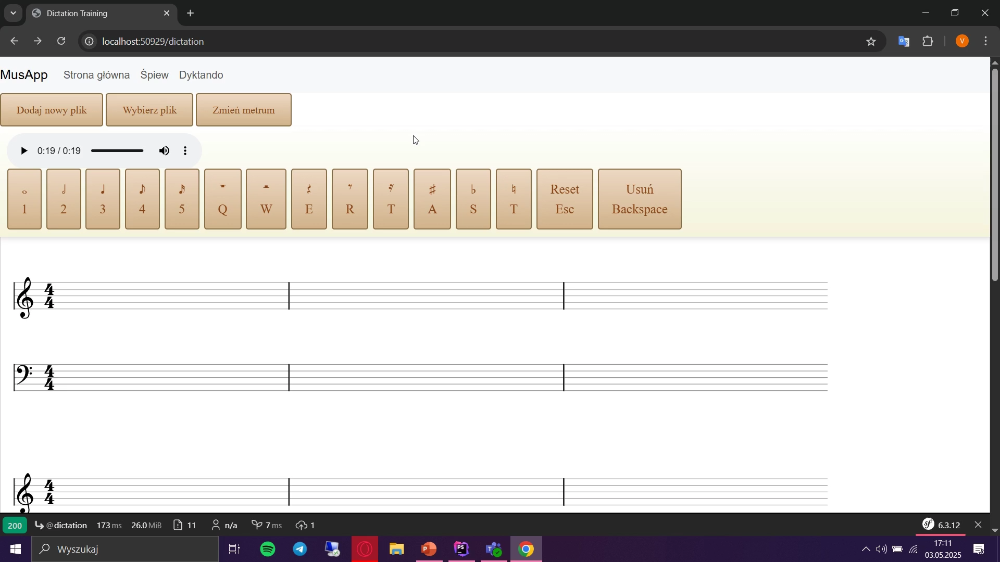 Dictation Training
localhost:50929/dictation
V
MusApp Strona główna Śpiew Dyktando
Dodaj nowy plik Wybierz plik Zmień metrum
0:19 / 0:19
1 2 3 4 5 Q W E R T A S T Reset Esc Usuń Backspace
4 4
4 4
4 4
200 @dictation 173 ms 26.0 MiB 11 n/a 7 ms 1 sf 6.3.12
Wyszukaj
17:11
03.05.2025